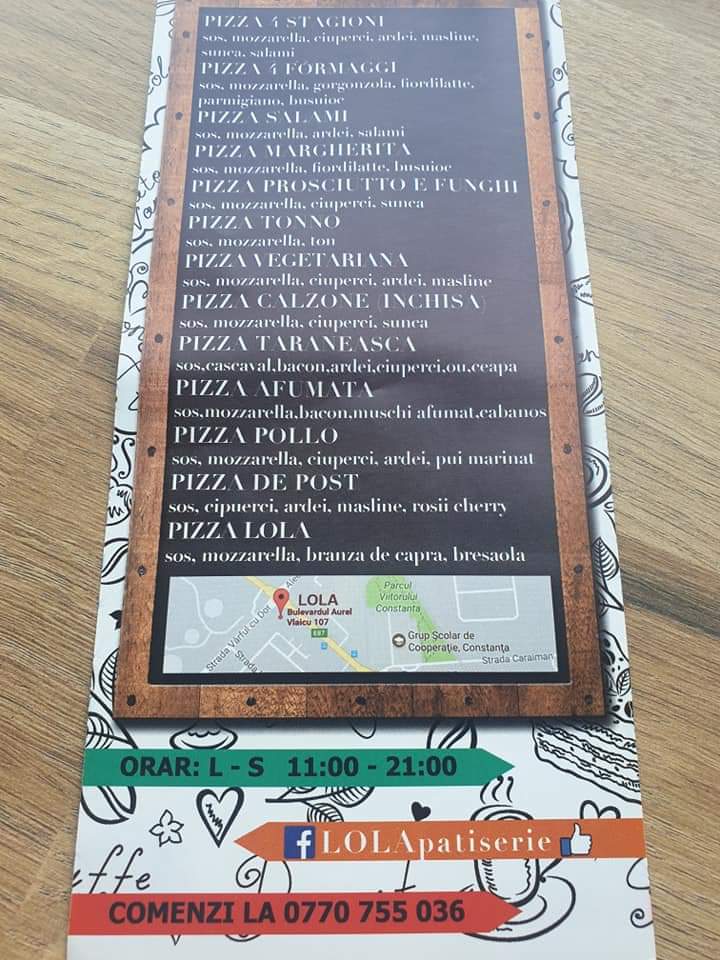 PIZZA 4 STAGIONI
sos, mozzarella, ciuperci, ardei, masline,
sunca, salami
PIZZA 4 FORMAGGI
sos, mozzarella, gorgonzola, fiordilatte,
parmigiano, busuioc
PIZZA SALAMI
sos, mozzarella, ardei, salami
PIZZA MARGHERITA
sos, mozzarella, fiordilatte, busuioc
PIZZA PROSCIUTTO E FUNGHI
sos, mozzarella, ciuperci, sunca
PIZZA TONNO
sos, mozzarella, ton
PIZZA VEGETARIANA
sos, mozzarella, ciuperci, ardei, masline
PIZZA CALZONE (INCHISA)
sos, mozzarella, ciuperci, sunca
PIZZA TARANEASCA
sos,cascaval,bacon,ardei,ciuperci,ou,ceapa
PIZZA AFUMATA
sos,mozzarella,bacon,muschi afumat,cabanos
PIZZA POLLO
sos, mozzarella, ciuperci, ardei, pui marinat
PIZZA DE POST
sos, cipuerci, ardei, masline, rosii cherry
PIZZA LOLA
sos, mozzarella, branza de capra, bresaola
LOLA
Bulevardul Aurel
Vlaicu 107
E87
Strada Vârful cu Dor
Strada
Parcul
Viitorului
Constanta
Grup Școlar de
Cooperație, Constanța
Strada Caraiman
ORAR: L - S 11:00 - 21:00
f LOLApatiserie
COMENZI LA 0770 755 036